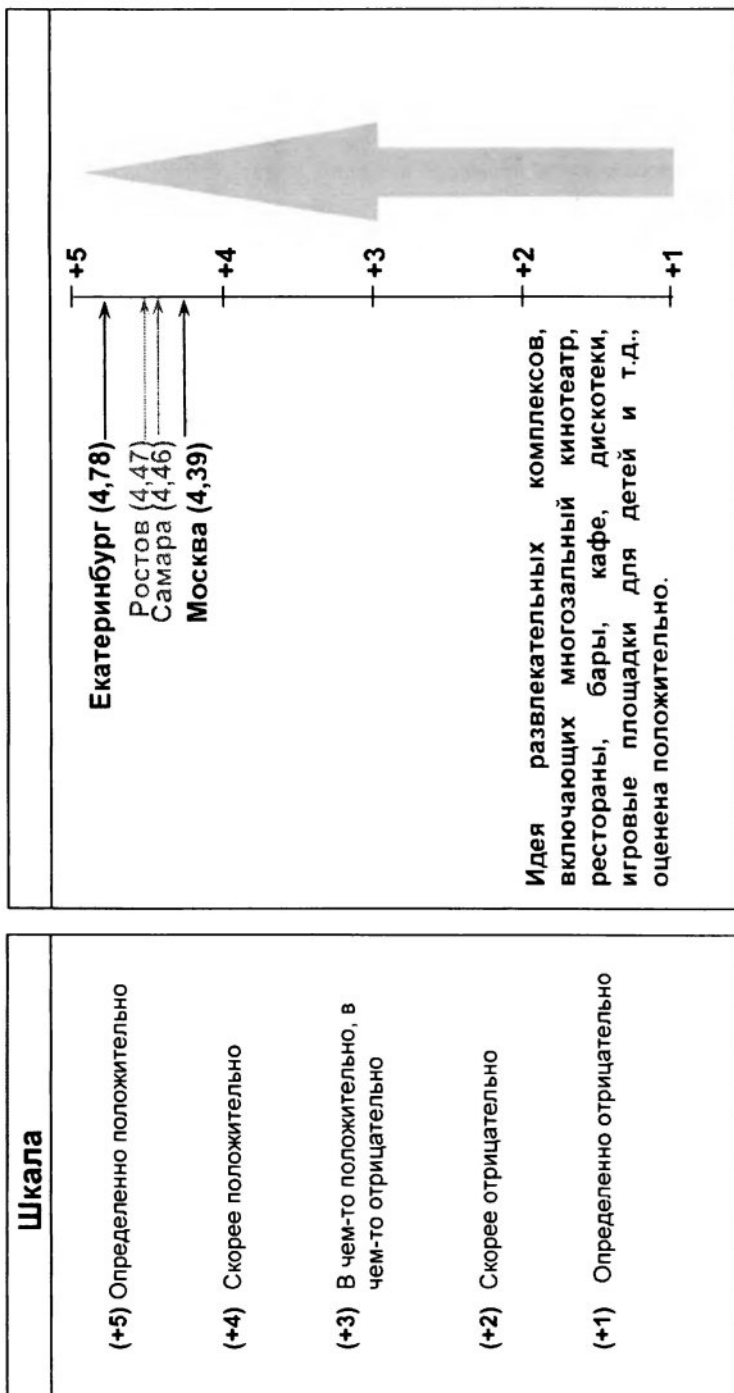 Шкала
(+5) Определенно положительно
(+4) Скорее положительно
(+3) В чем-то положительно, в
чем-то отрицательно
(+2) Скорее отрицательно
(+1) Определенно отрицательно
Екатеринбург (4,78)
Ростов (4,47)
Самара (4,46)
Москва (4,39)
+5
+4
+3
+2
+1
Идея развлекательных комплексов,
включающих многозальный кинотеатр,
рестораны, бары, кафе, дискотеки,
игровые площадки для детей и т.д.,
оценена положительно.